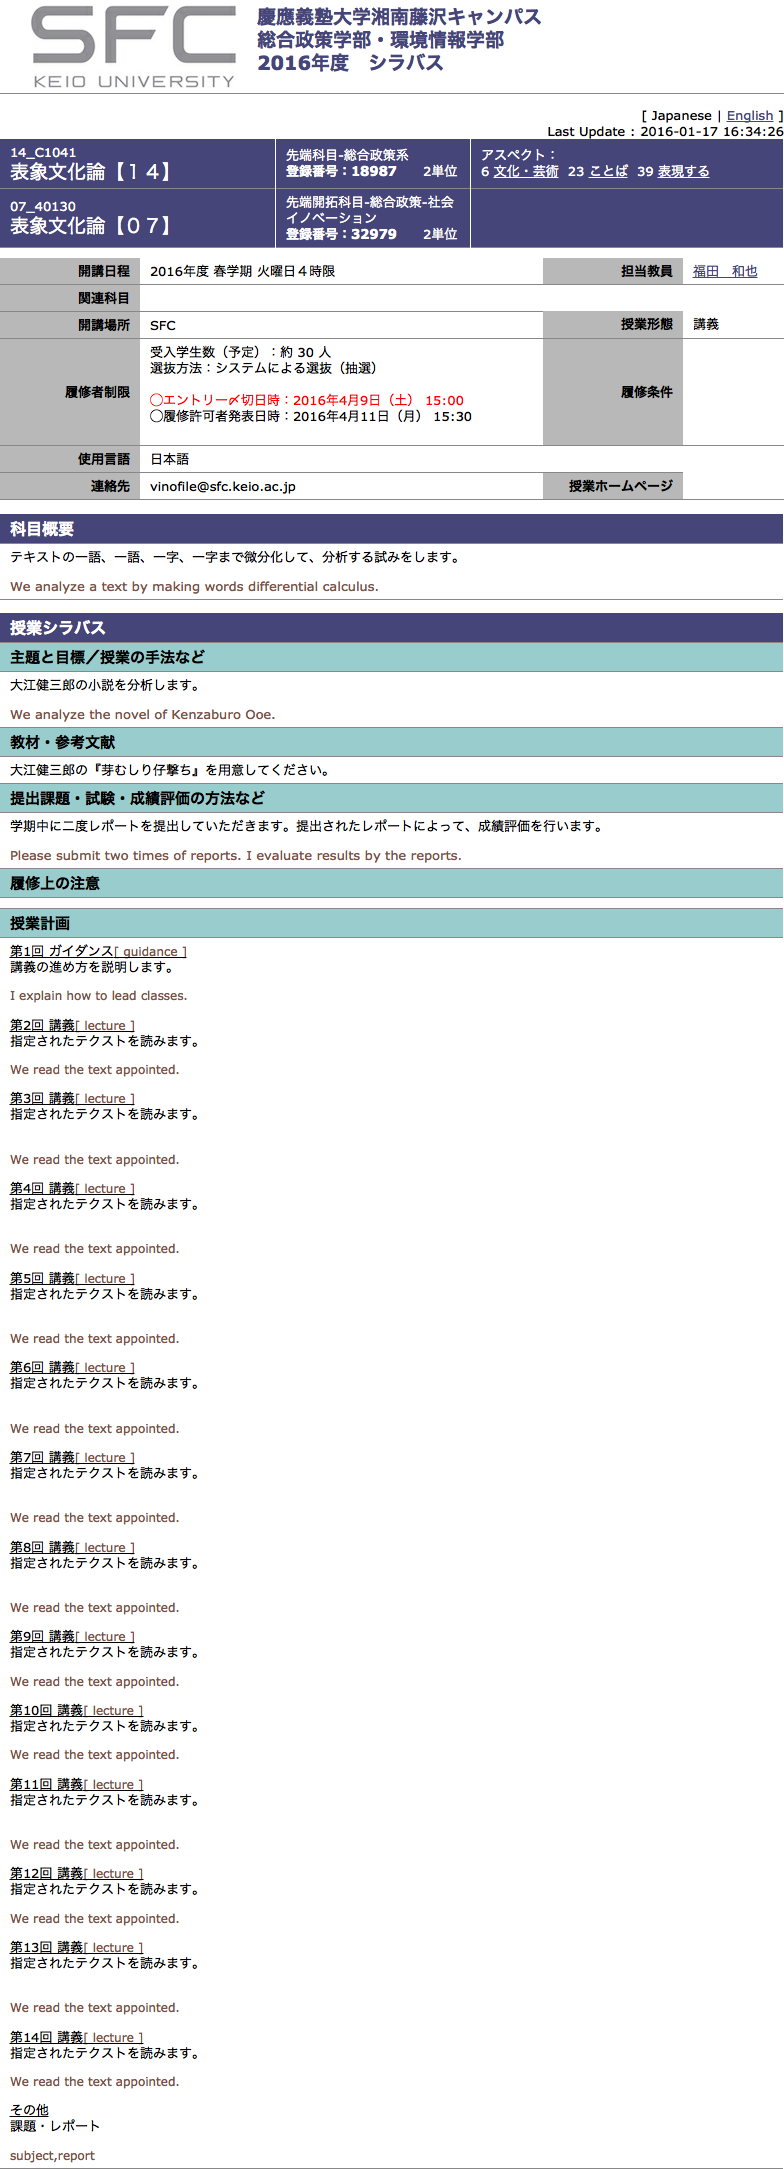 SFC
KEIO UNIVERSITY
慶應義塾大学湘南藤沢キャンパス
総合政策学部・環境情報学部
2016年度　シラバス
[ Japanese | English ]
Last Update : 2016-01-17 16:34:26
14_C1041
表象文化論【１４】
先端科目-総合政策系
登録番号：18987 2単位
アスペクト：
6 文化・芸術 23 ことば 39 表現する
07_40130
表象文化論【０７】
先端開拓科目-総合政策-社会
イノベーション
登録番号：32979 2単位
開講日程 2016年度 春学期 火曜日４時限 担当教員 福田　和也
関連科目
開講場所 SFC 授業形態 講義
履修者制限
受入学生数（予定）：約 30 人
選抜方法：システムによる選抜（抽選）
◯エントリー〆切日時：2016年4月9日（土） 15:00
◯履修許可者発表日時：2016年4月11日（月） 15:30
履修条件
使用言語 日本語
連絡先 vinofile@sfc.keio.ac.jp 授業ホームページ
科目概要
テキストの一語、一語、一字、一字まで微分化して、分析する試みをします。
We analyze a text by making words differential calculus.
授業シラバス
主題と目標／授業の手法など
大江健三郎の小説を分析します。
We analyze the novel of Kenzaburo Ooe.
教材・参考文献
大江健三郎の『芽むしり仔撃ち』を用意してください。
提出課題・試験・成績評価の方法など
学期中に二度レポートを提出していただきます。提出されたレポートによって、成績評価を行います。
Please submit two times of reports. I evaluate results by the reports.
履修上の注意
授業計画
第1回 ガイダンス[ guidance ]
講義の進め方を説明します。
I explain how to lead classes.
第2回 講義[ lecture ]
指定されたテクストを読みます。
We read the text appointed.
第3回 講義[ lecture ]
指定されたテクストを読みます。
We read the text appointed.
第4回 講義[ lecture ]
指定されたテクストを読みます。
We read the text appointed.
第5回 講義[ lecture ]
指定されたテクストを読みます。
We read the text appointed.
第6回 講義[ lecture ]
指定されたテクストを読みます。
We read the text appointed.
第7回 講義[ lecture ]
指定されたテクストを読みます。
We read the text appointed.
第8回 講義[ lecture ]
指定されたテクストを読みます。
We read the text appointed.
第9回 講義[ lecture ]
指定されたテクストを読みます。
We read the text appointed.
第10回 講義[ lecture ]
指定されたテクストを読みます。
We read the text appointed.
第11回 講義[ lecture ]
指定されたテクストを読みます。
We read the text appointed.
第12回 講義[ lecture ]
指定されたテクストを読みます。
We read the text appointed.
第13回 講義[ lecture ]
指定されたテクストを読みます。
We read the text appointed.
第14回 講義[ lecture ]
指定されたテクストを読みます。
We read the text appointed.
その他
課題・レポート
subject,report